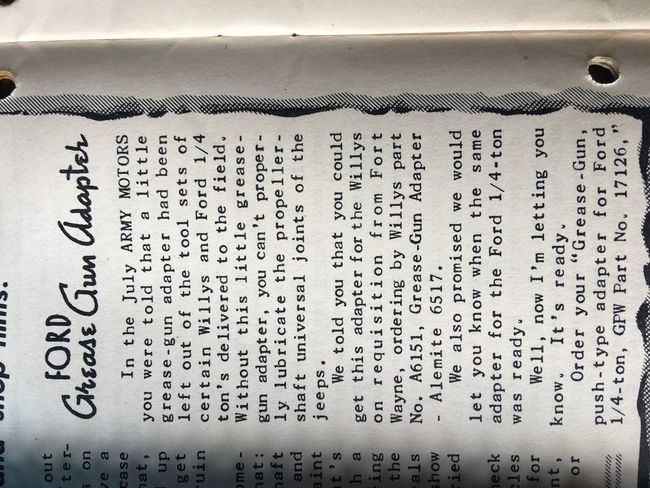 FORD
Grease Gun Adapter
In the July ARMY MOTORS
you were told that a little
grease-gun adapter had been
left out of the tool sets of
certain Willys and Ford 1/4
ton's delivered to the field.
Without this little grease-
gun adapter, you can't proper-
ly lubricate the propeller-
shaft universal joints of the
jeeps.
We told you that you could
get this adapter for the Willys
on requisition from Fort
Wayne, ordering by Willys part
No. A6151, Grease-Gun Adapter
- Alemite 6517.
We also promised we would
let you know when the same
adapter for the Ford 1/4-ton
was ready.
Well, now I'm letting you
know. It's ready.
Order your "Grease-Gun,
push-type adapter for Ford
1/4-ton, GPW Part No. 17126,"